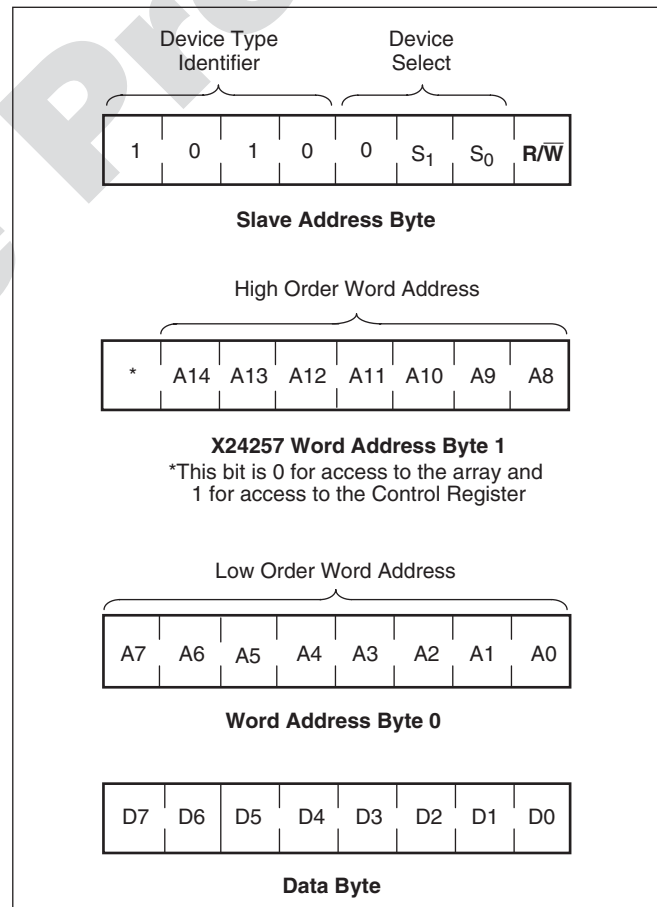 Pr
Device Type
Identifier
Device
Select
1 0 1 0 0 S1 S0 R/W̅
Slave Address Byte
High Order Word Address
* A14 A13 A12 A11 A10 A9 A8
X24257 Word Address Byte 1
*This bit is 0 for access to the array and
1 for access to the Control Register
Low Order Word Address
A7 A6 A5 A4 A3 A2 A1 A0
Word Address Byte 0
D7 D6 D5 D4 D3 D2 D1 D0
Data Byte